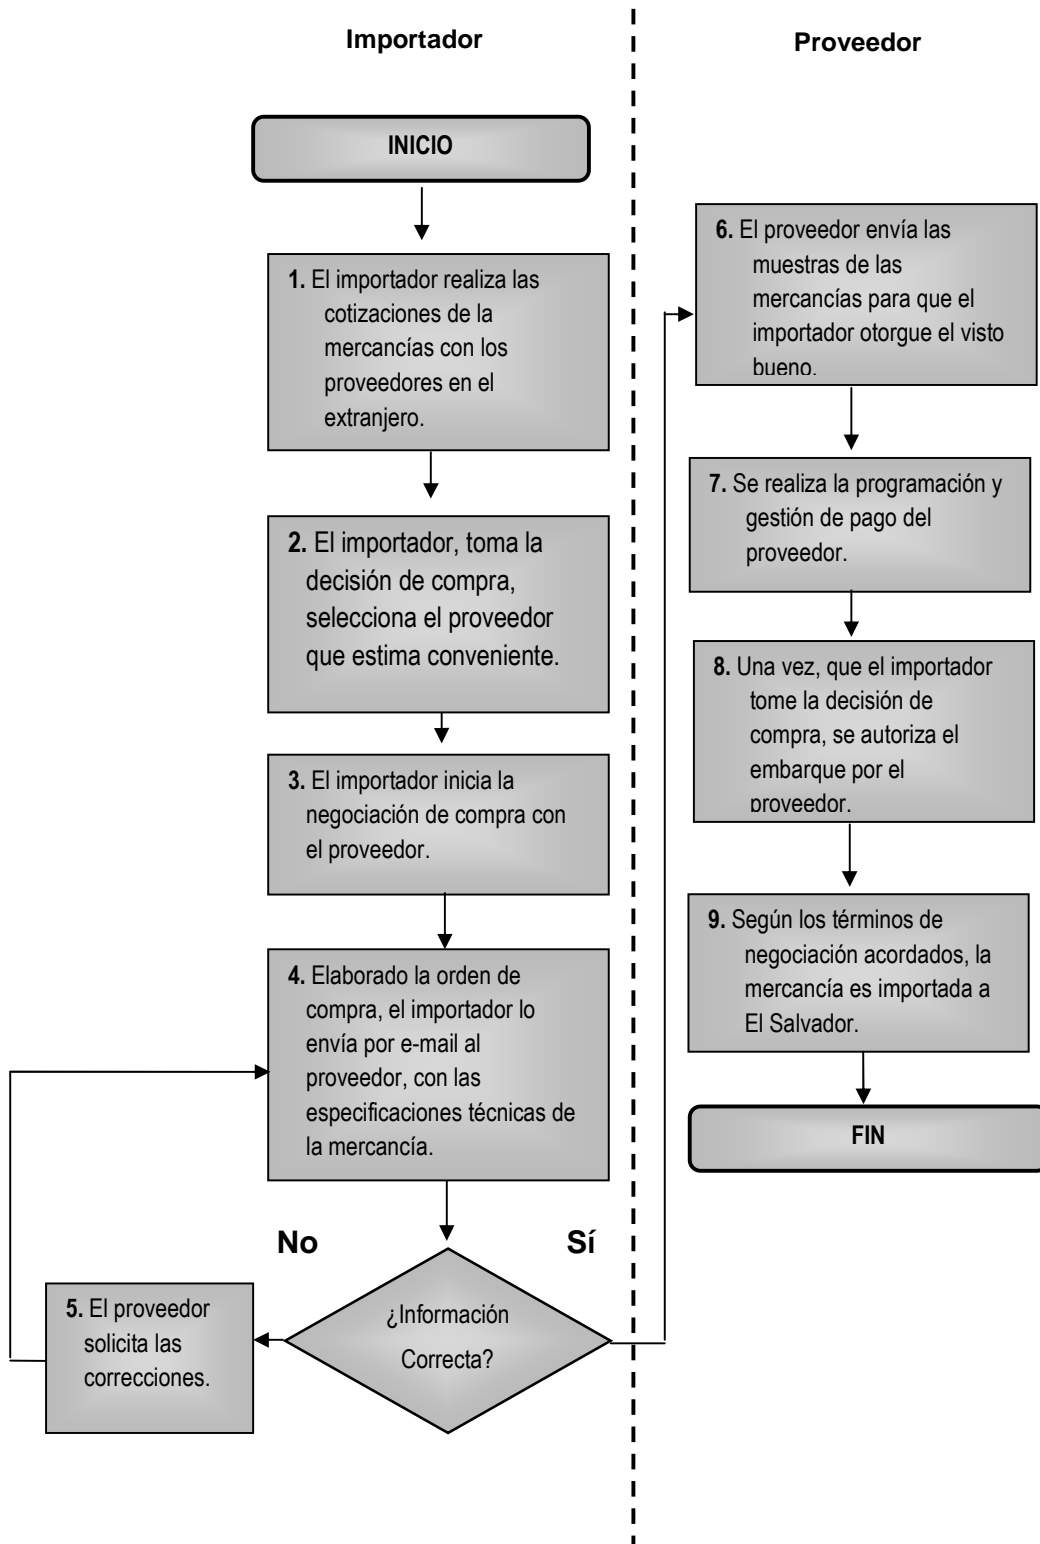 Importador
Proveedor
INICIO
1. El importador realiza las
cotizaciones de la
mercancías con los
proveedores en el
extranjero.
2. El importador, toma la
decisión de compra,
selecciona el proveedor
que estima conveniente.
3. El importador inicia la
negociación de compra con
el proveedor.
4. Elaborado la orden de
compra, el importador lo
envía por e-mail al
proveedor, con las
especificaciones técnicas de
la mercancía.
No
Sí
¿Información
Correcta?
5. El proveedor
solicita las
correcciones.
6. El proveedor envía las
muestras de las
mercancías para que el
importador otorgue el visto
bueno.
7. Se realiza la programación y
gestión de pago del
proveedor.
8. Una vez, que el importador
tome la decisión de
compra, se autoriza el
embarque por el
proveedor.
9. Según los términos de
negociación acordados, la
mercancía es importada a
El Salvador.
FIN